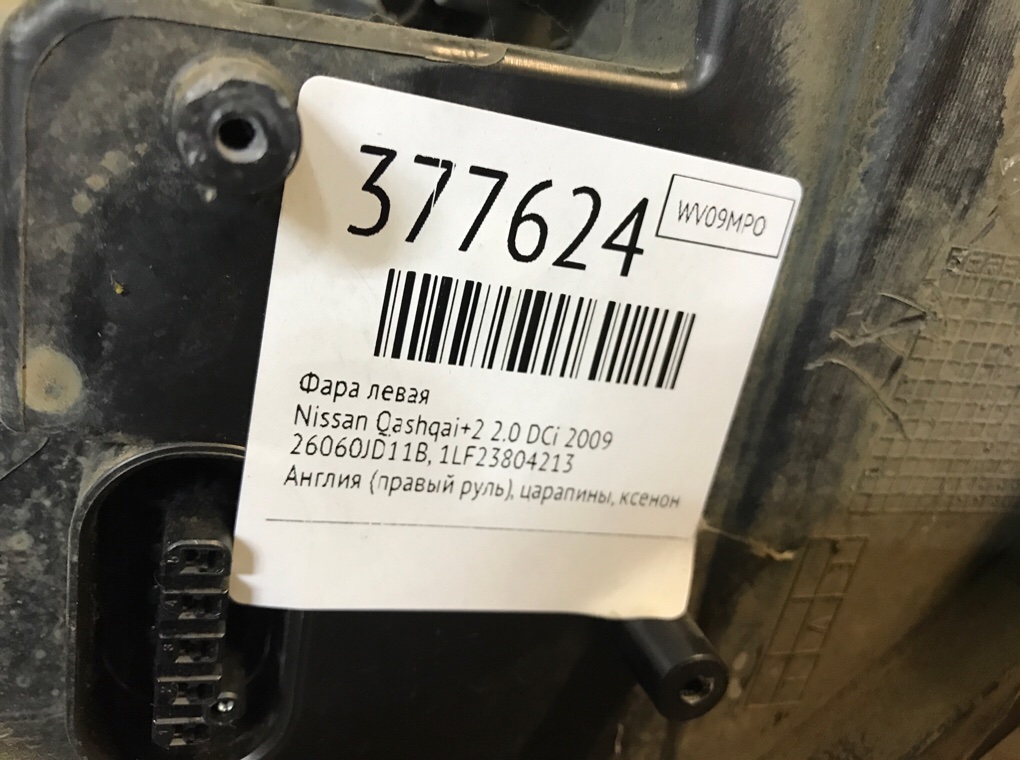 377624
WV09MPO
Фара левая
Nissan Qashqai+2 2.0 DCi 2009
26060JD11B, 1LF23804213
Англия (правый руль), царапины, ксенон